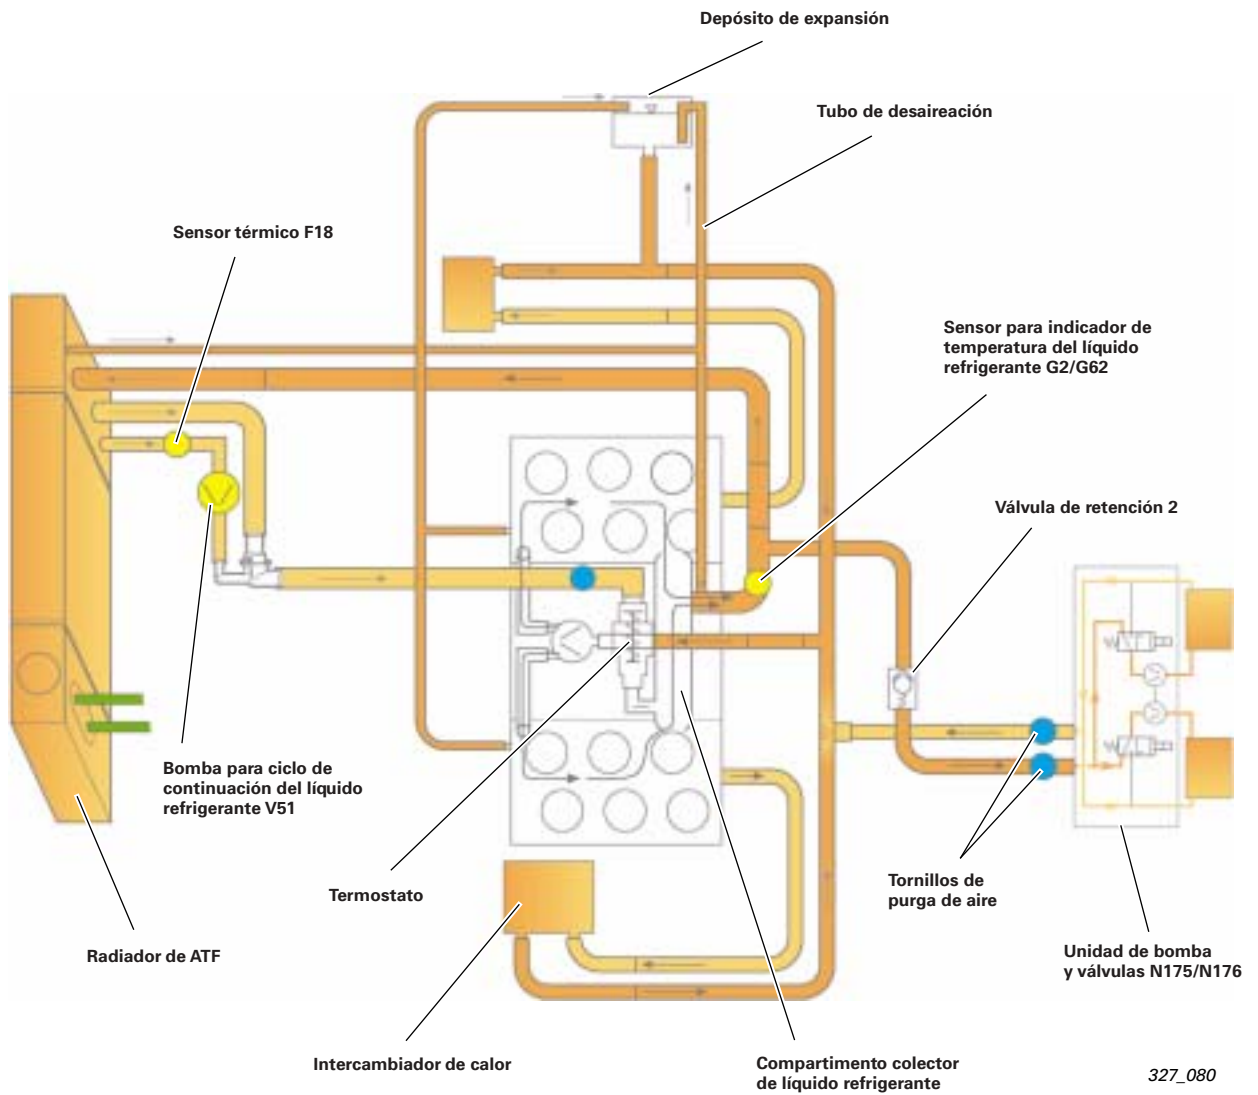 Depósito de expansión
Tubo de desaireación
Sensor térmico F18
Sensor para indicador de
temperatura del líquido
refrigerante G2/G62
Válvula de retención 2
Bomba para ciclo de
continuación del líquido
refrigerante V51
Termostato
Tornillos de
purga de aire
Radiador de ATF
Unidad de bomba
y válvulas N175/N176
Intercambiador de calor
Compartimento colector
de líquido refrigerante
327_080